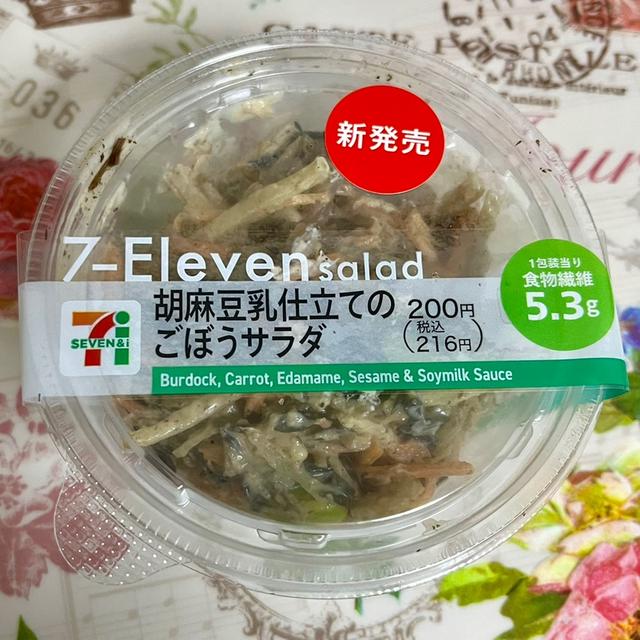 036
新発売
7-Eleven salad
1包装当り
食物繊維
5.3g
SEVEN&i
胡麻豆乳仕立ての
ごぼうサラダ
200円
(税込
216円)
Burdock, Carrot, Edamame, Sesame & Soymilk Sauce